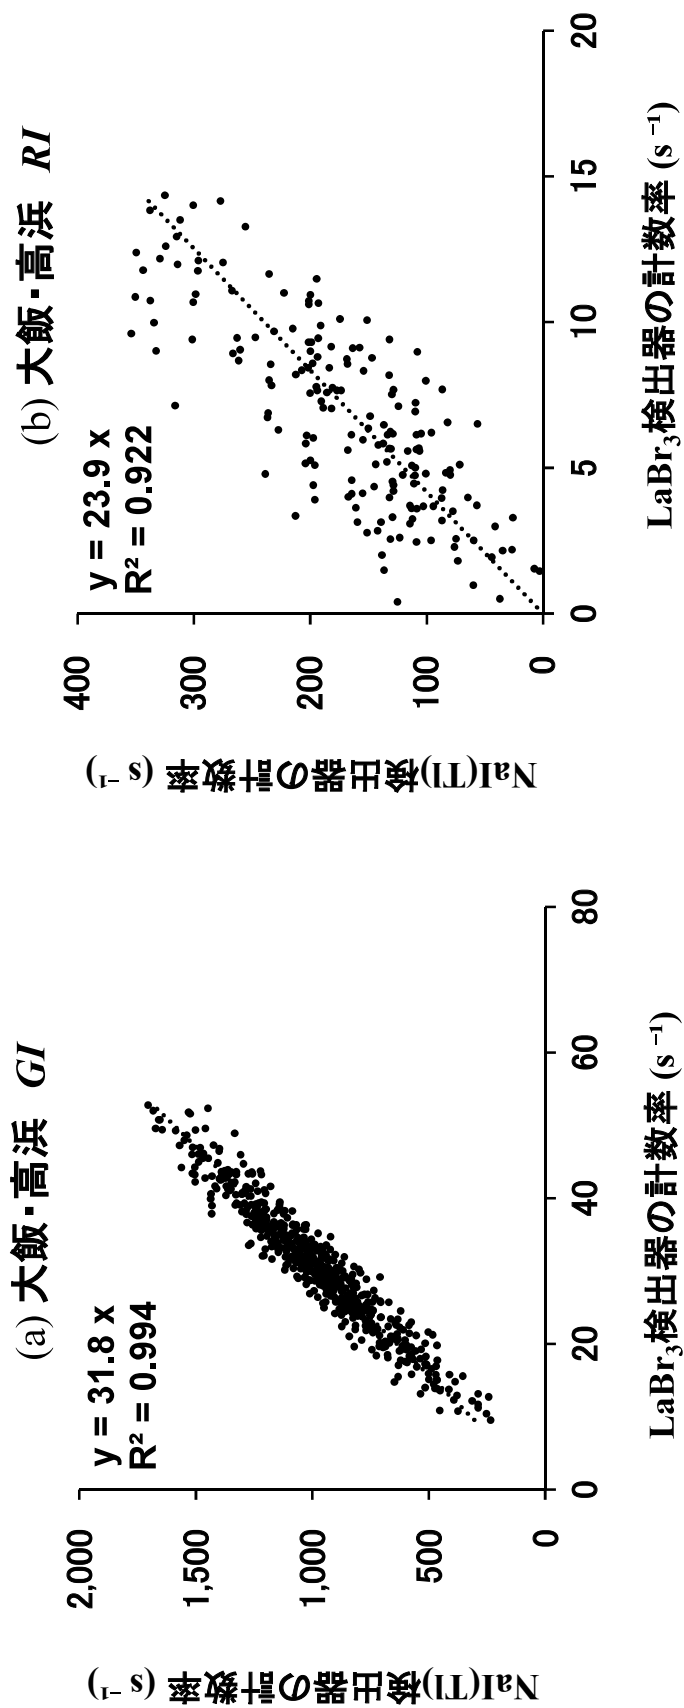 (a) 大飯・高浜 GI
y = 31.8 x
R² = 0.994
2,000
1,500
1,000
500
0
0
20
40
60
80
NaI(Tl)検出器の計数率 (s⁻¹)
LaBr₃検出器の計数率 (s⁻¹)
(b) 大飯・高浜 RI
y = 23.9 x
R² = 0.922
400
300
200
100
0
0
5
10
15
20
NaI(Tl)検出器の計数率 (s⁻¹)
LaBr₃検出器の計数率 (s⁻¹)